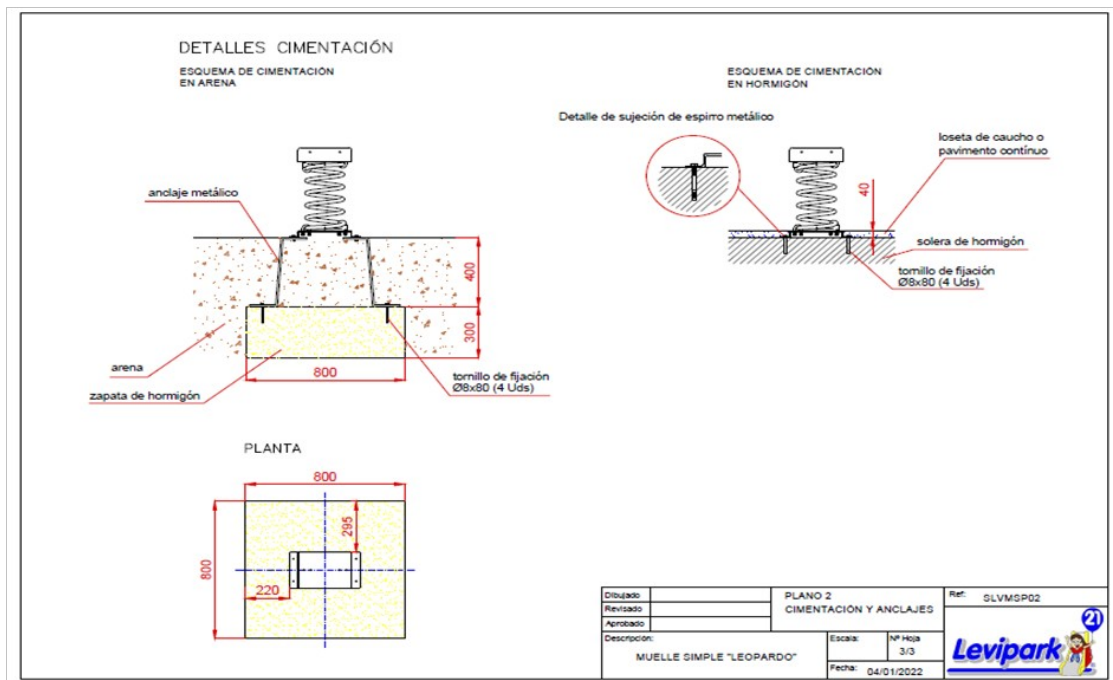 DETALLES CIMENTACIÓN
ESQUEMA DE CIMENTACIÓN
EN ARENA
ESQUEMA DE CIMENTACIÓN
EN HORMIGÓN
Detalle de sujeción de espirro metálico
loseta de caucho o
pavimento contínuo
anclaje metálico
40
solera de hormigón
400
tornillo de fijación
Ø8x80 (4 Uds)
300
arena
800
tornillo de fijación
Ø8x80 (4 Uds)
zapata de hormigón
PLANTA
800
295
800
220
Dibujado
Revisado
Aprobado
PLANO 2
CIMENTACIÓN Y ANCLAJES
Ref: SLVMSP02
Descripción:
MUELLE SIMPLE "LEOPARDO"
Escala:
Nº Hoja
3/3
Fecha: 04/01/2022
Levipark
21